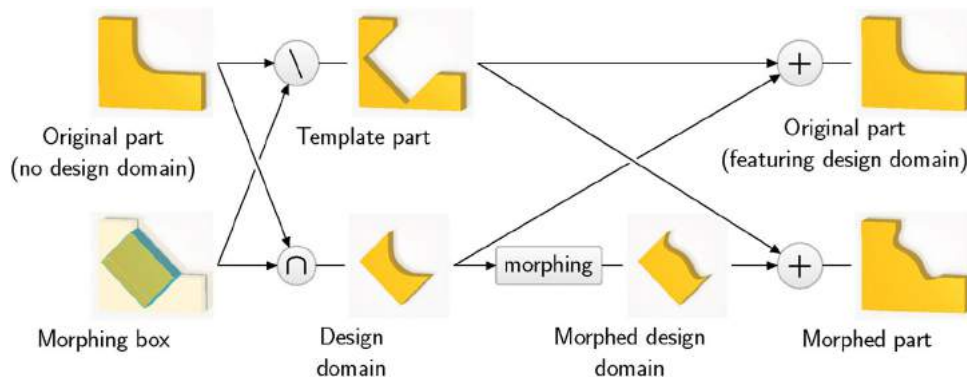 \
+
Original part
(no design domain)
Template part
Original part
(featuring design domain)
∩
morphing
+
Morphing box
Design
domain
Morphed design
domain
Morphed part